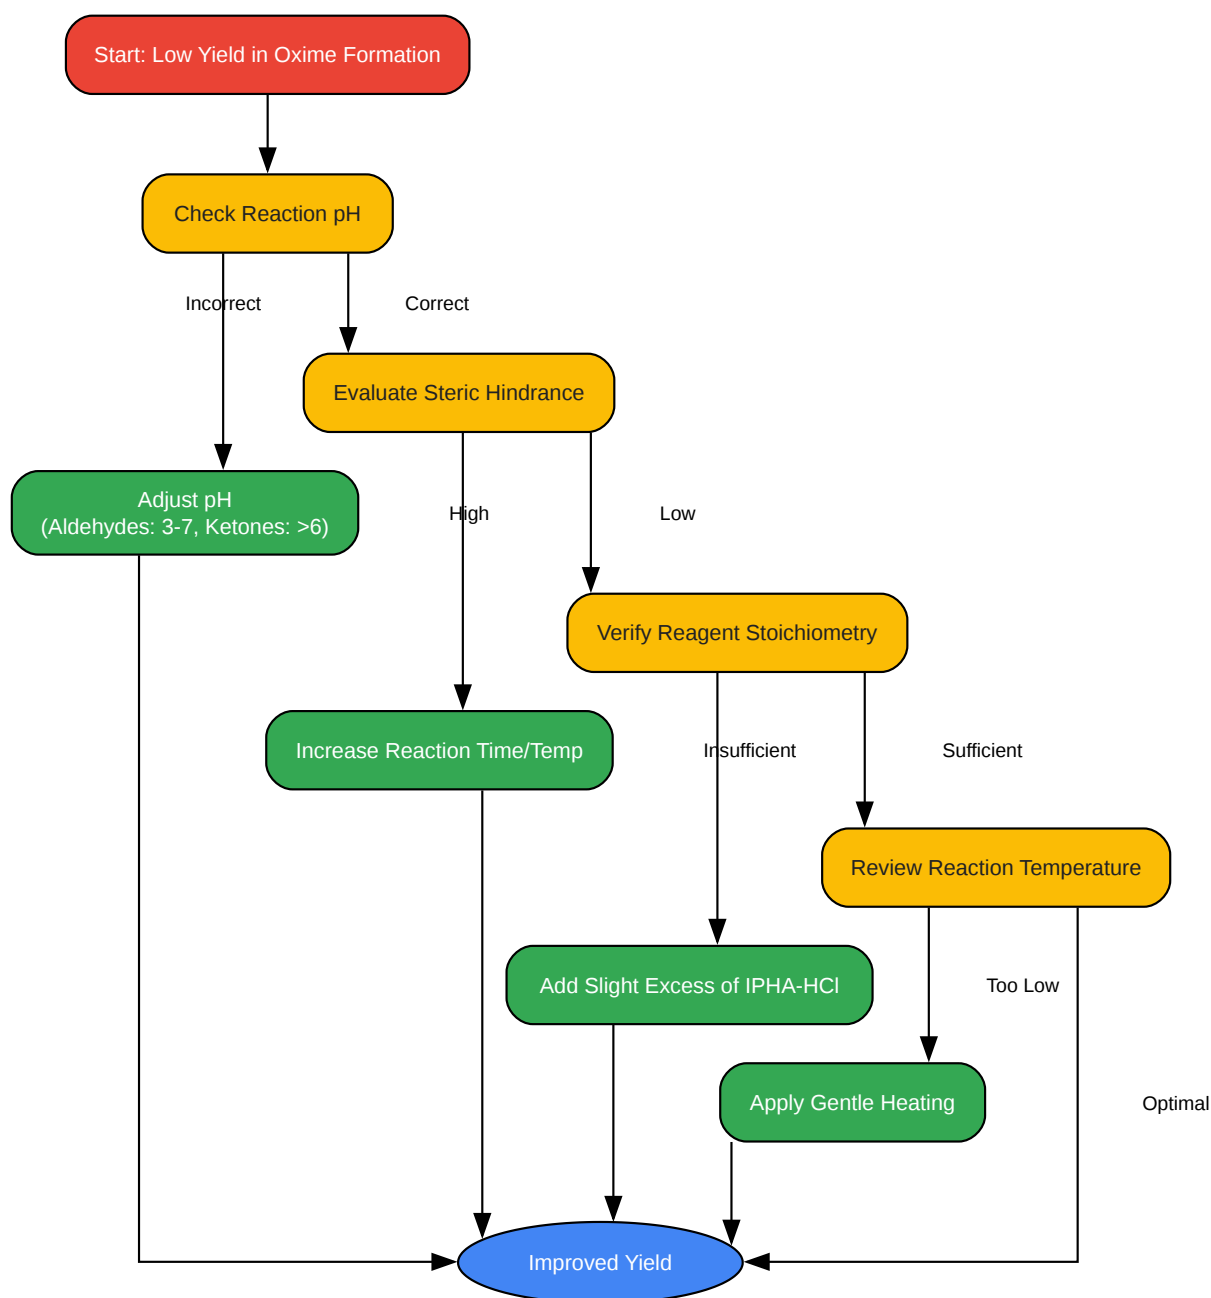 Start: Low Yield in Oxime Formation
Check Reaction pH
Incorrect
Correct
Evaluate Steric Hindrance
Adjust pH
(Aldehydes: 3-7, Ketones: >6)
High
Low
Verify Reagent Stoichiometry
Increase Reaction Time/Temp
Insufficient
Sufficient
Review Reaction Temperature
Add Slight Excess of IPHA-HCl
Too Low
Apply Gentle Heating
Optimal
Improved Yield